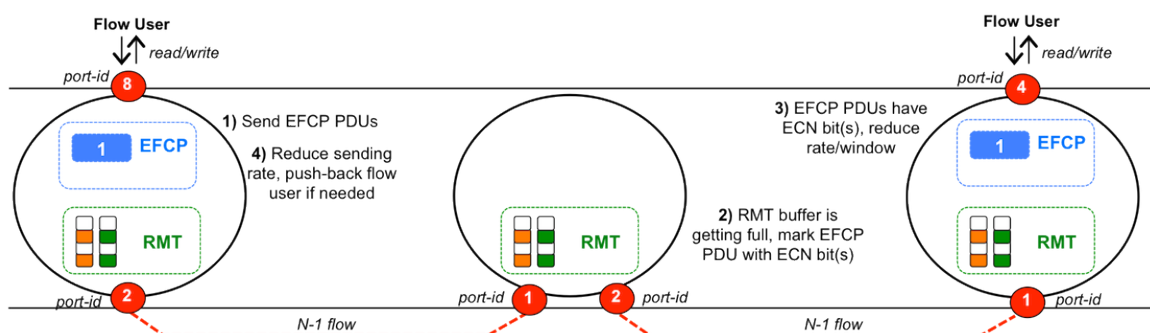 Flow User
read/write
port-id
8
1) Send EFCP PDUs
4) Reduce sending
rate, push-back flow
user if needed
1
EFCP
RMT
port-id
2
RMT
2) RMT buffer is
getting full, mark EFCP
PDU with ECN bit(s)
port-id
1
2
port-id
N-1 flow
N-1 flow
Flow User
read/write
port-id
4
3) EFCP PDUs have
ECN bit(s), reduce
rate/window
1
EFCP
RMT
1
port-id